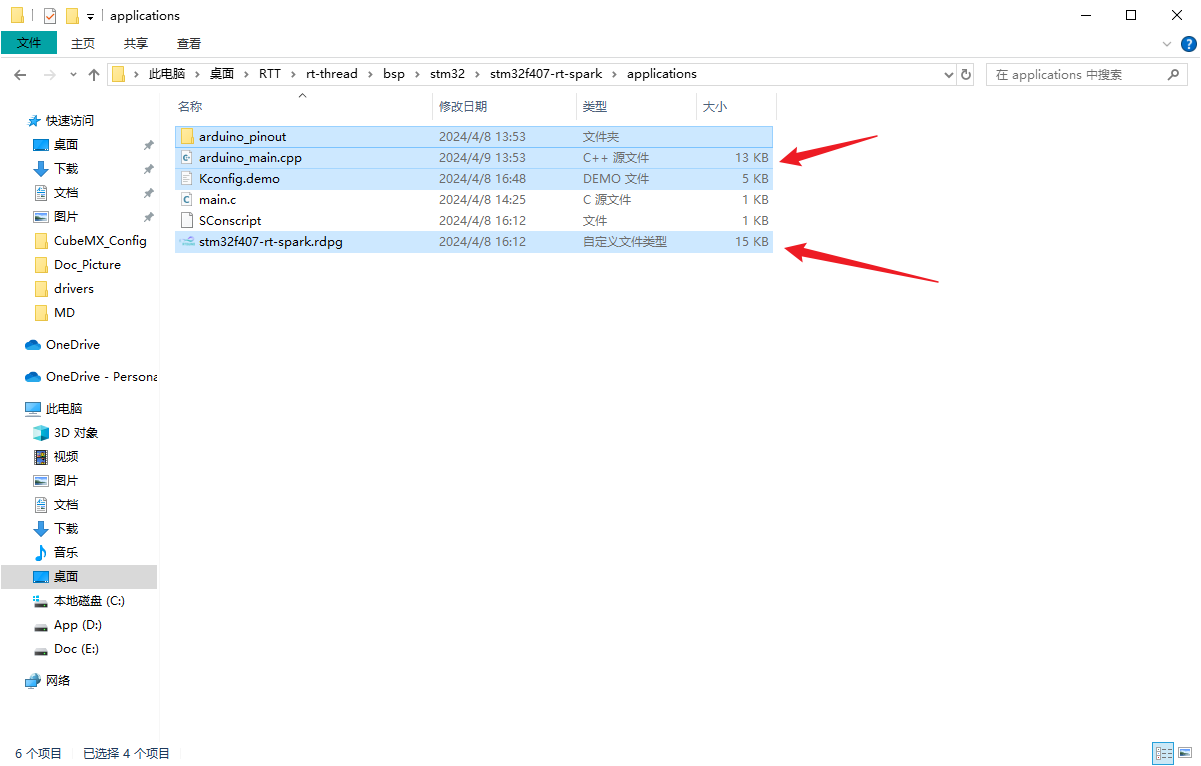 applications
文件 主页 共享 查看
此电脑 桌面 RTT rt-thread bsp stm32 stm32f407-rt-spark applications 在 applications 中搜索
名称 修改日期 类型 大小
arduino_pinout 2024/4/8 13:53 文件夹
arduino_main.cpp 2024/4/9 13:53 C++ 源文件 13 KB
Kconfig.demo 2024/4/8 16:48 DEMO 文件 5 KB
main.c 2024/4/8 14:25 C 源文件 1 KB
SConscript 2024/4/8 16:12 文件 1 KB
stm32f407-rt-spark.rdpg 2024/4/8 16:12 自定义文件类型 15 KB
快速访问
桌面
下载
文档
图片
CubeMX_Config
Doc_Picture
drivers
MD
OneDrive
OneDrive - Persona
此电脑
3D 对象
视频
图片
文档
下载
音乐
桌面
本地磁盘 (C:)
App (D:)
Doc (E:)
网络
6 个项目 已选择 4 个项目